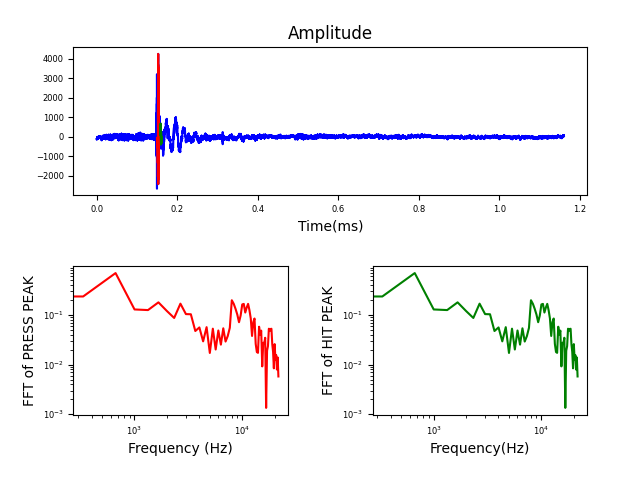 Amplitude
4000
3000
2000
1000
0
−1000
−2000
0.0 0.2 0.4 0.6 0.8 1.0 1.2
Time(ms)
FFT of PRESS PEAK
10⁻¹
10⁻²
10⁻³
10³ 10⁴
Frequency (Hz)
FFT of HIT PEAK
10⁻¹
10⁻²
10⁻³
10³ 10⁴
Frequency(Hz)